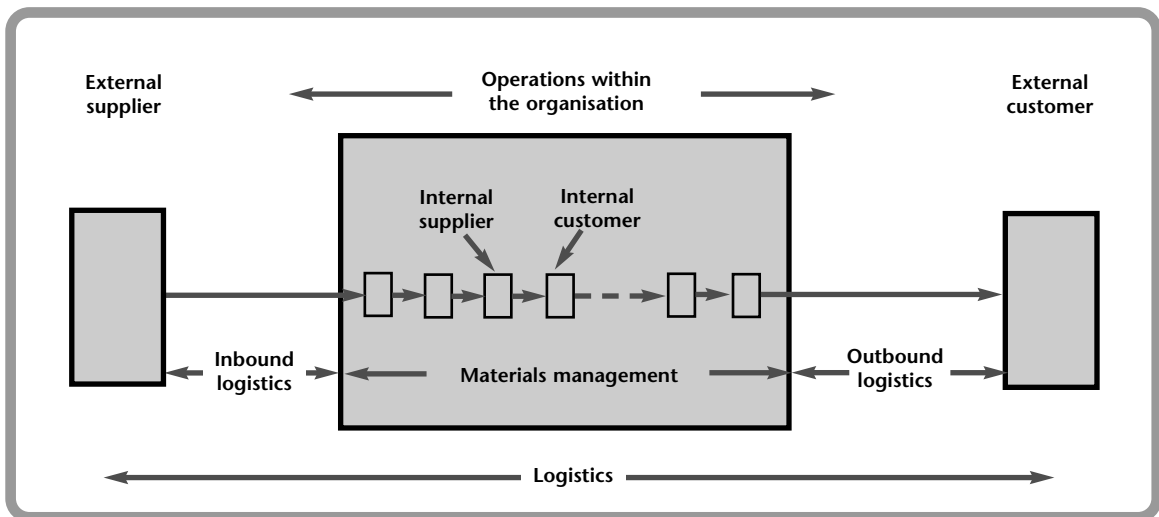 External
supplier
Operations within
the organisation
External
customer
Internal
supplier
Internal
customer
Inbound
logistics
Materials management
Outbound
logistics
Logistics